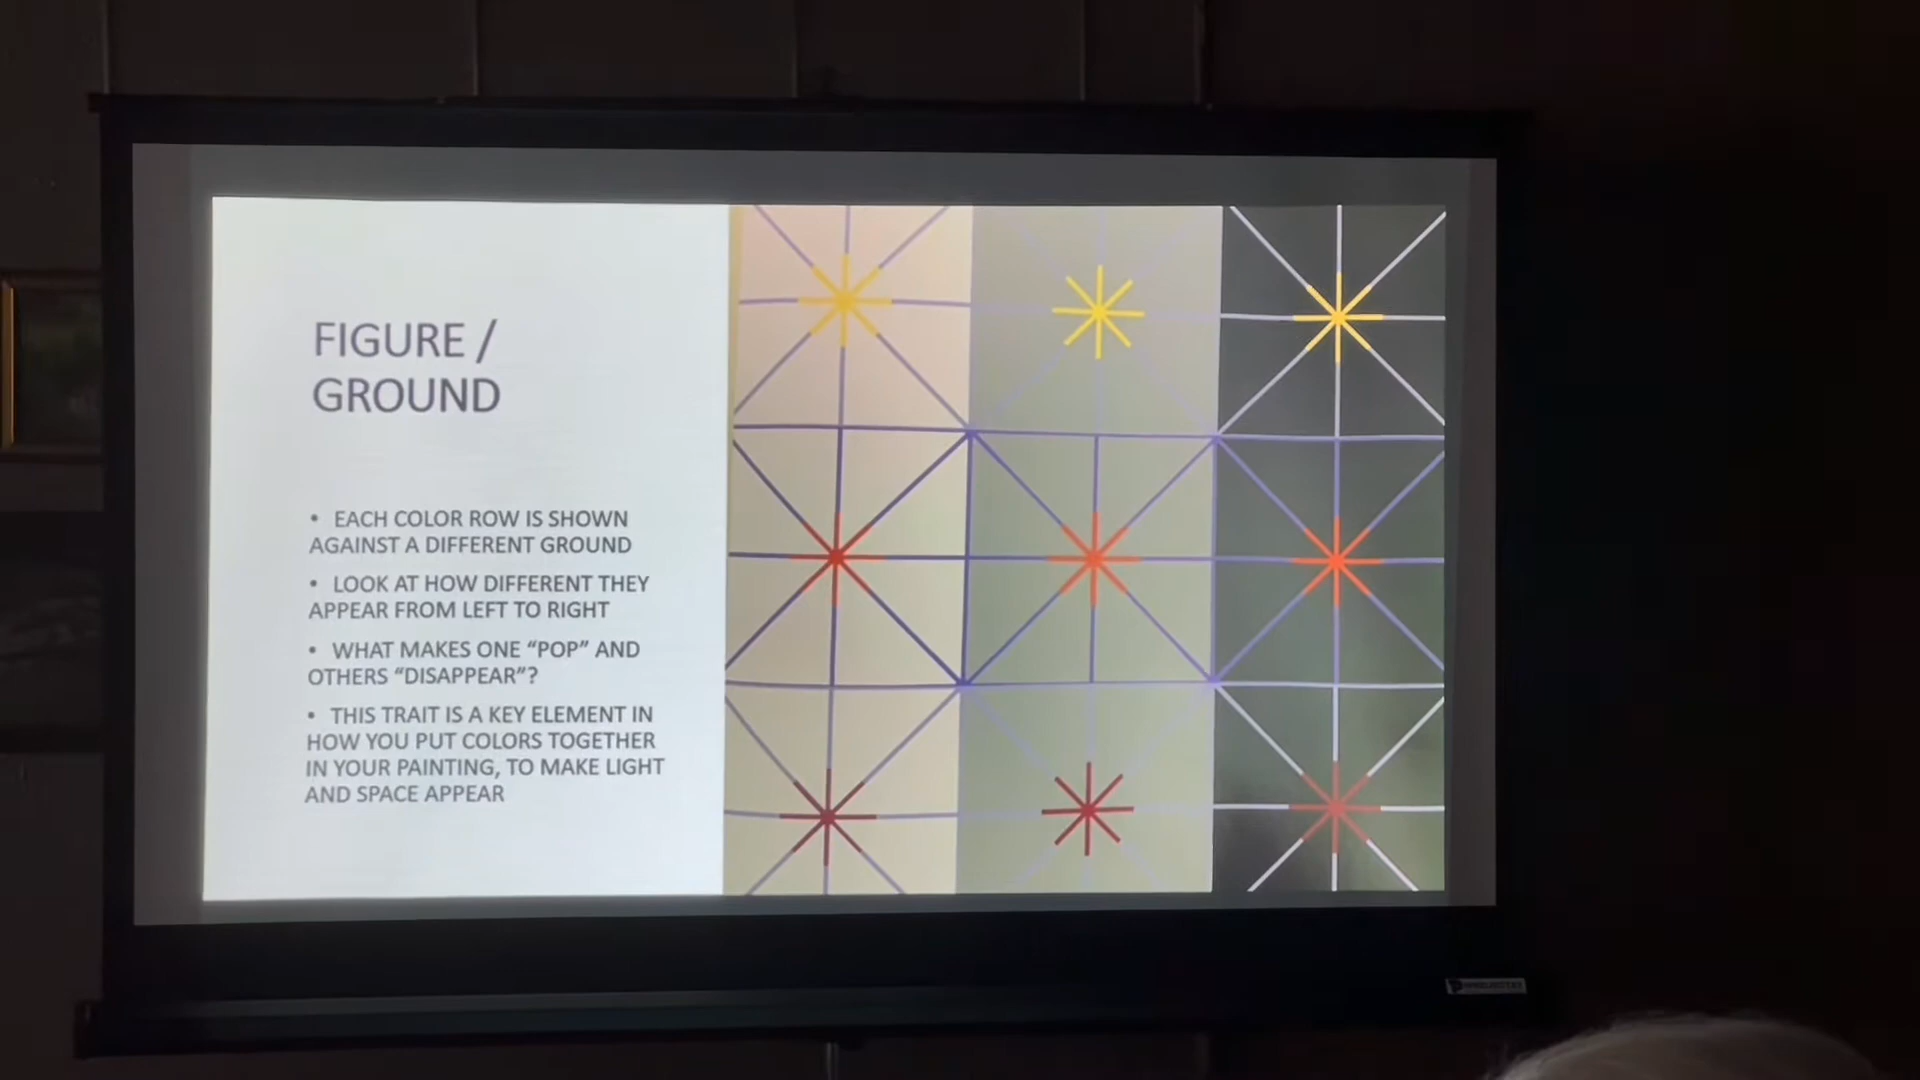 FIGURE /
GROUND
• EACH COLOR ROW IS SHOWN
AGAINST A DIFFERENT GROUND
• LOOK AT HOW DIFFERENT THEY
APPEAR FROM LEFT TO RIGHT
• WHAT MAKES ONE “POP” AND
OTHERS “DISAPPEAR”?
• THIS TRAIT IS A KEY ELEMENT IN
HOW YOU PUT COLORS TOGETHER
IN YOUR PAINTING, TO MAKE LIGHT
AND SPACE APPEAR